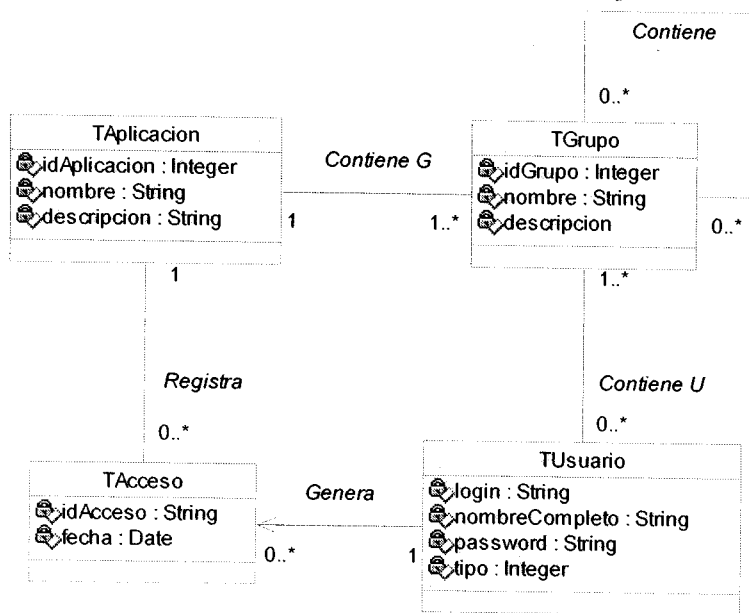 Contiene
0..*
TAplicacion
idAplicacion : Integer
nombre : String
descripcion : String
Contiene G
1
1..*
TGrupo
idGrupo : Integer
nombre : String
descripcion
0..*
1
1..*
Registra
Contiene U
0..*
0..*
TAcceso
idAcceso : String
fecha : Date
Genera
0..*
1
TUsuario
login : String
nombreCompleto : String
password : String
tipo : Integer